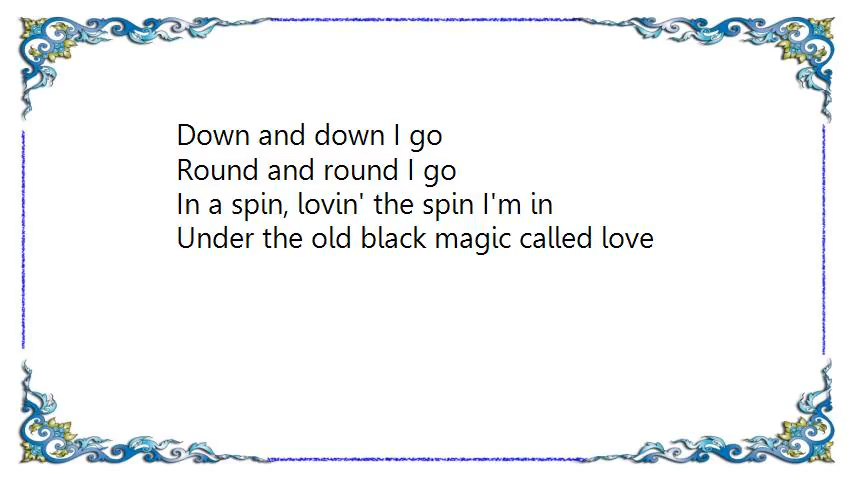 Down and down I go
Round and round I go
In a spin, lovin' the spin I'm in
Under the old black magic called love